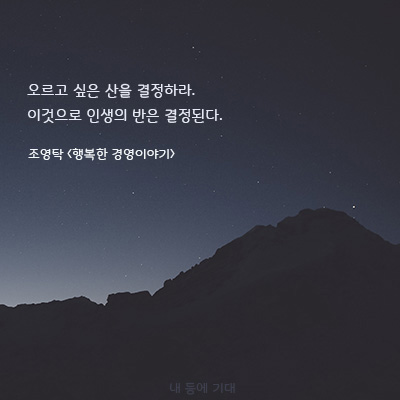 오르고 싶은 산을 결정하라.
이것으로 인생의 반은 결정된다.
조영탁 <행복한 경영이야기>
내 등에 기대